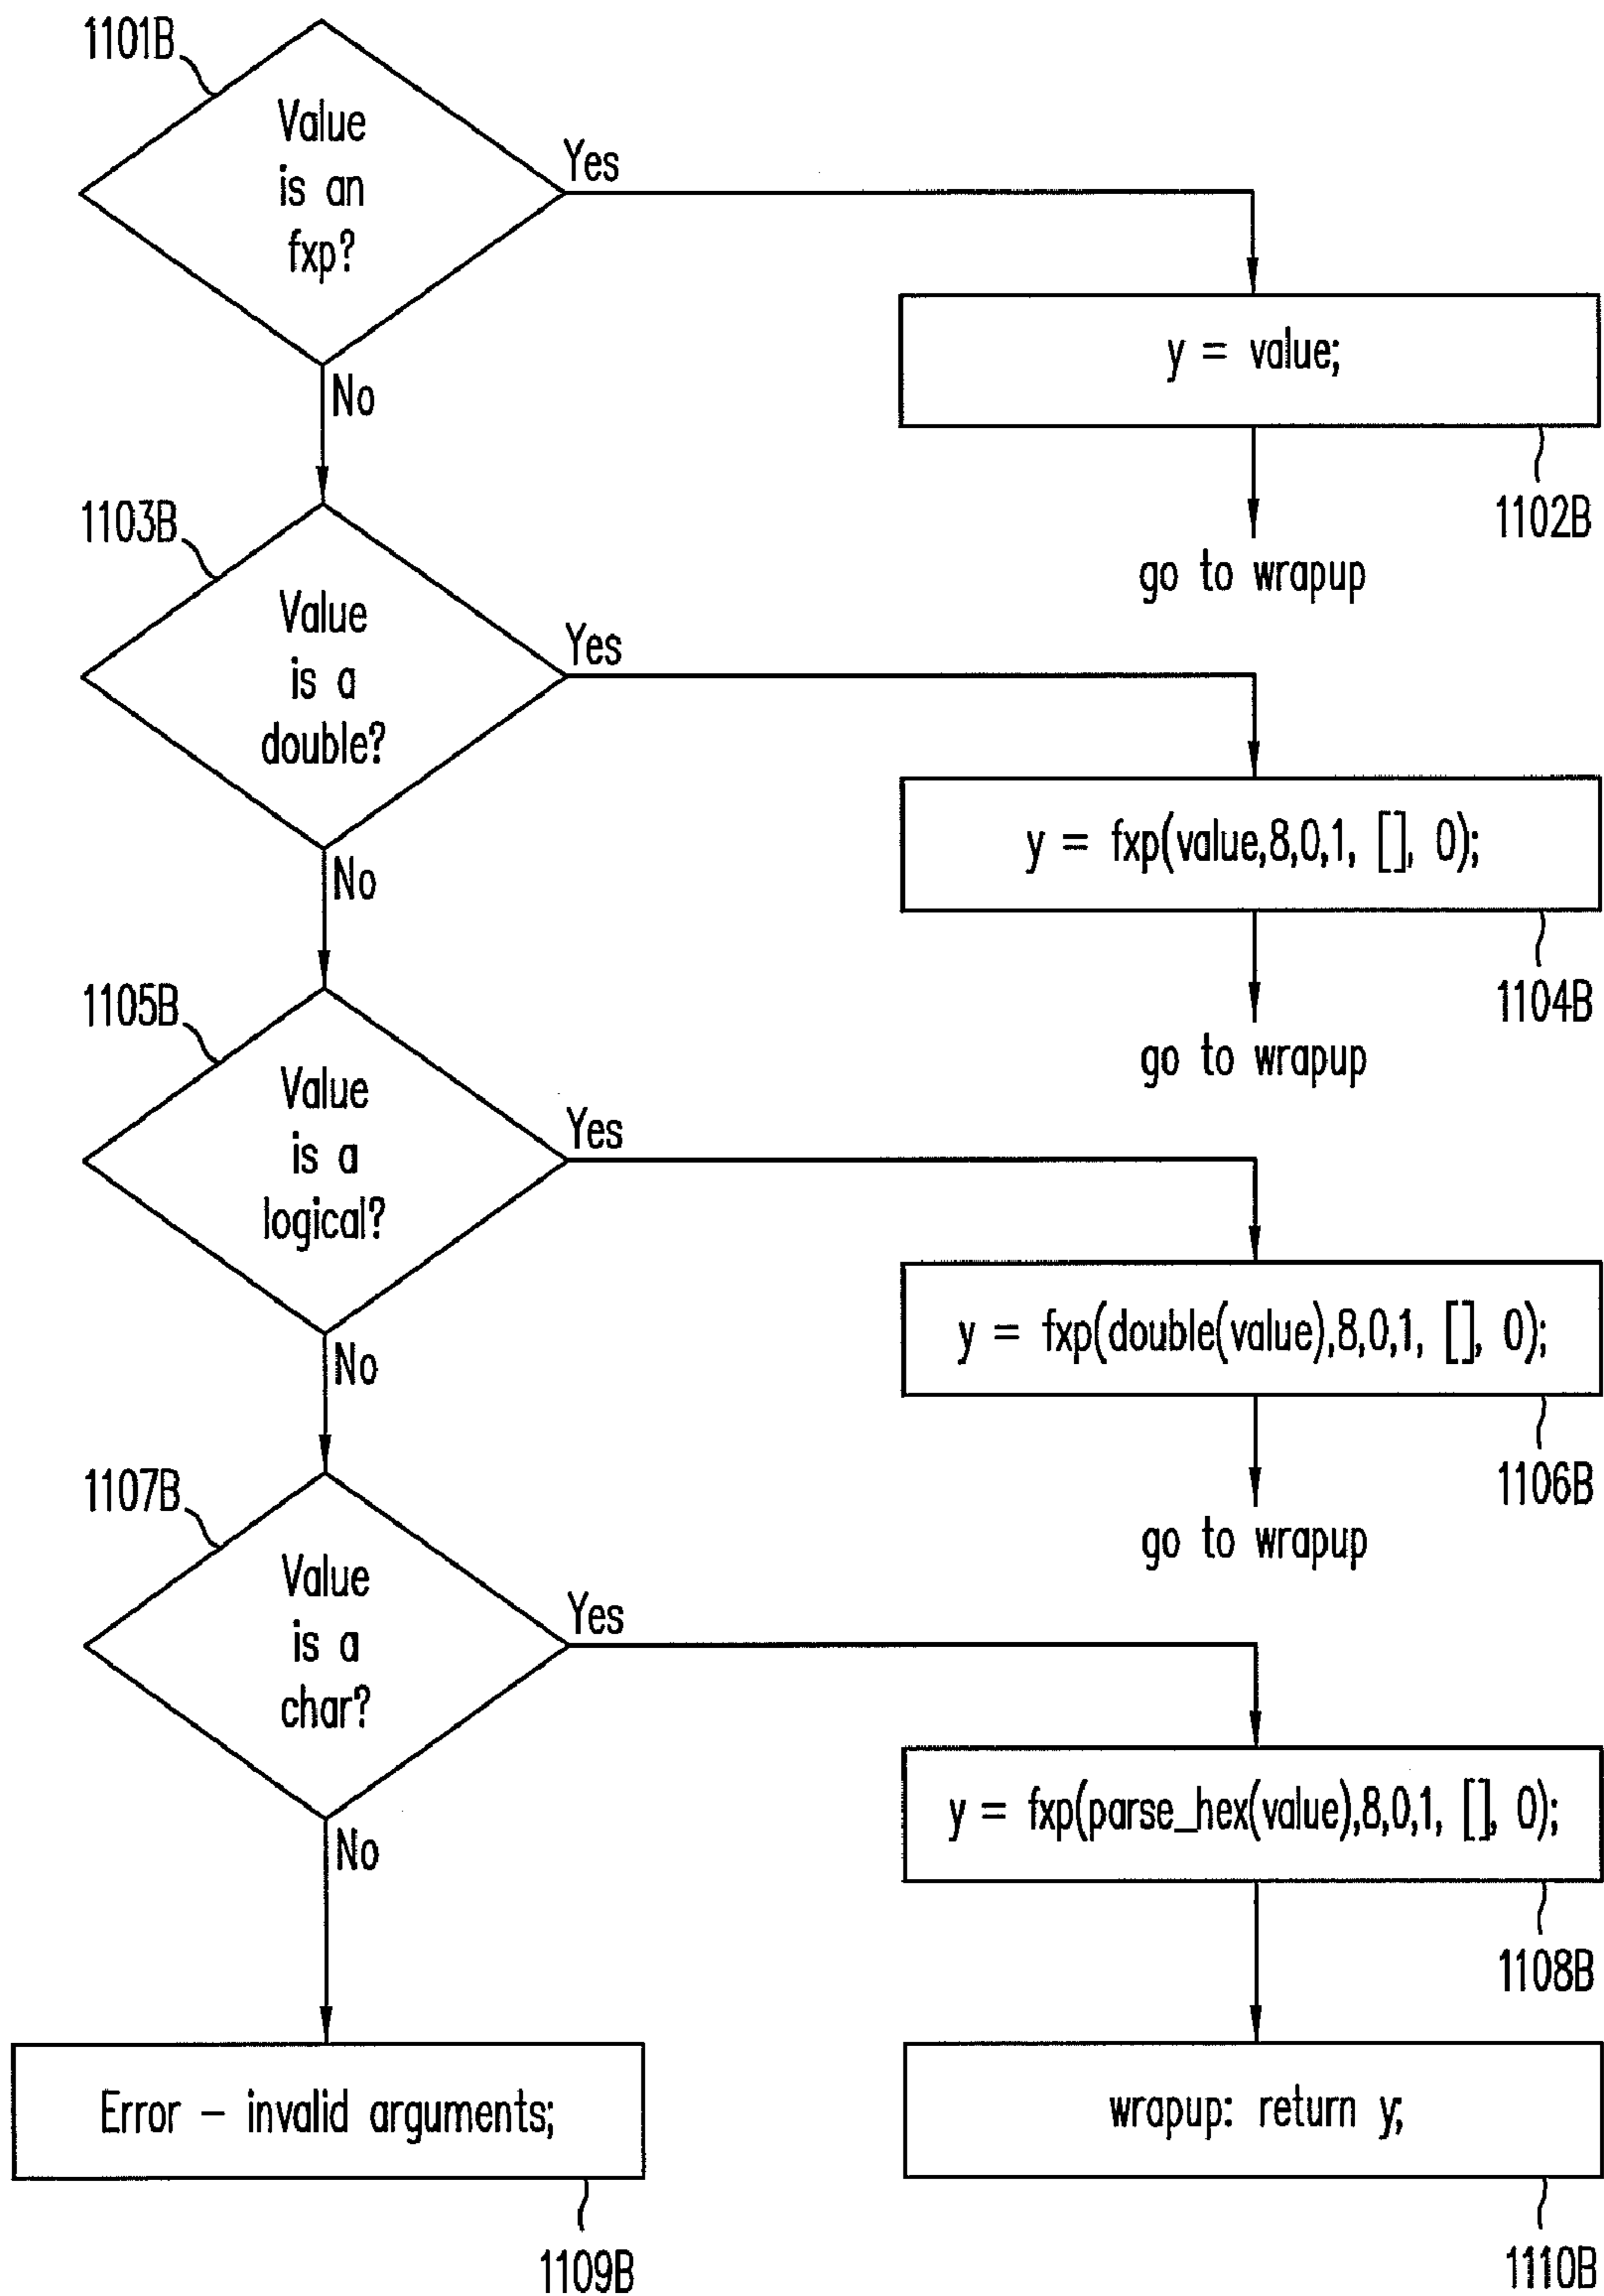 1101B
Value
is an
fxp?
Yes
No
y = value;
1102B
go to wrapup
1103B
Value
is a
double?
Yes
No
y = fxp(value,8,0,1, [], 0);
1104B
go to wrapup
1105B
Value
is a
logical?
Yes
No
y = fxp(double(value),8,0,1, [], 0);
1106B
go to wrapup
1107B
Value
is a
char?
Yes
No
y = fxp(parse_hex(value),8,0,1, [], 0);
1108B
Error – invalid arguments;
1109B
wrapup: return y;
1110B